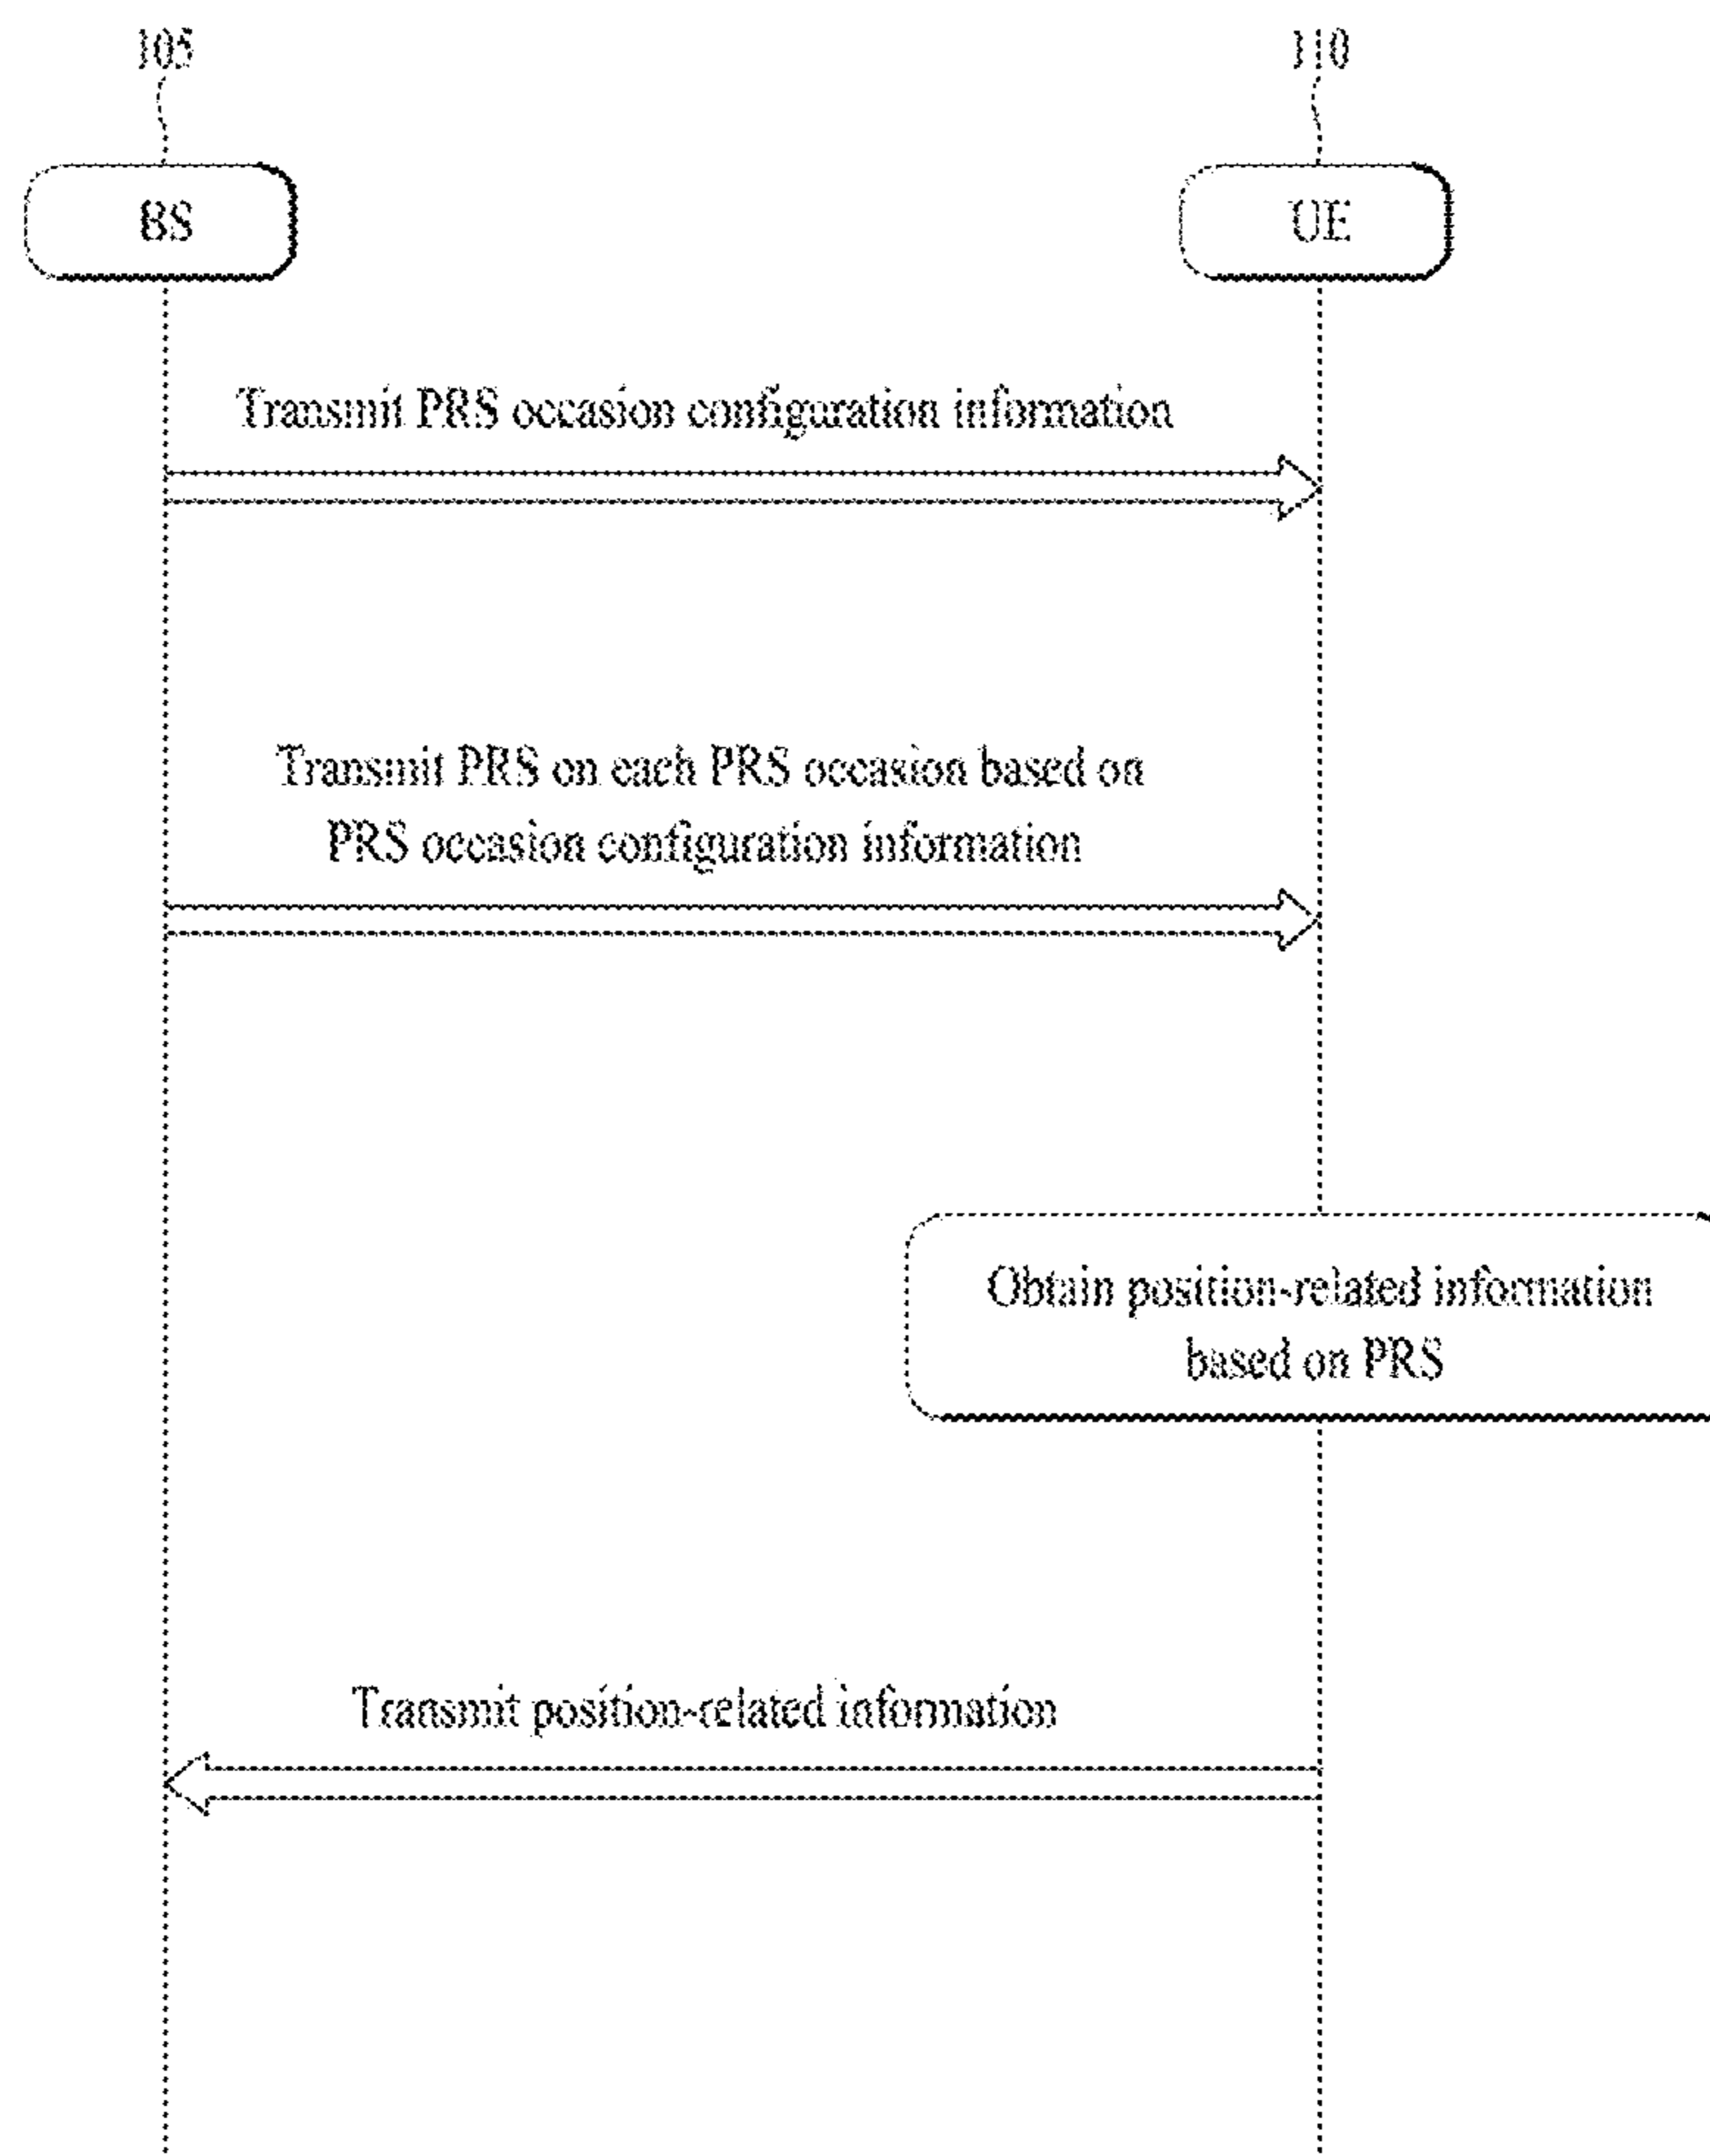 105
110
BS
UE
Transmit PRS occasion configuration information
Transmit PRS on each PRS occasion based on
PRS occasion configuration information
Obtain position-related information
based on PRS
Transmit position-related information